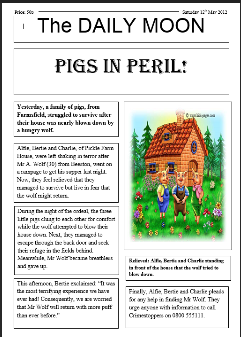 Price: 50p
Saturday 12th May 2022
The DAILY MOON
PIGS IN PERIL!
Yesterday, a family of pigs, from
Farmsfield, struggled to survive after
their house was nearly blown down by
a hungry wolf.
Alfie, Bertie and Charlie, of Pickle Farm
House, were left shaking in terror after
Mr A. Wolf (30) from Beeston, went on
a rampage to get his supper last night.
Now, they feel relieved that they
managed to survive but live in fear that
the wolf might return.
During the night of the ordeal, the three
little pigs clung to each other for comfort
while the wolf attempted to blow their
house down. Next, they managed to
escape through the back door and seek
their refuge in the fields behind.
Meanwhile, Mr Wolf became breathless
and gave up.
This afternoon, Bertie exclaimed: "It was
the most terrifying experience we have
ever had! Consequently, we are worried
that Mr Wolf will return with more puff
than ever before."
Relieved: Alfie, Bertie and Charlie standing
in front of the house that the wolf tried to
blow down.
Finally, Alfie, Bertie and Charlie pleads
for any help in finding Mr Wolf. They
urge anyone with information to call
Crimestoppers on 0800 555111.